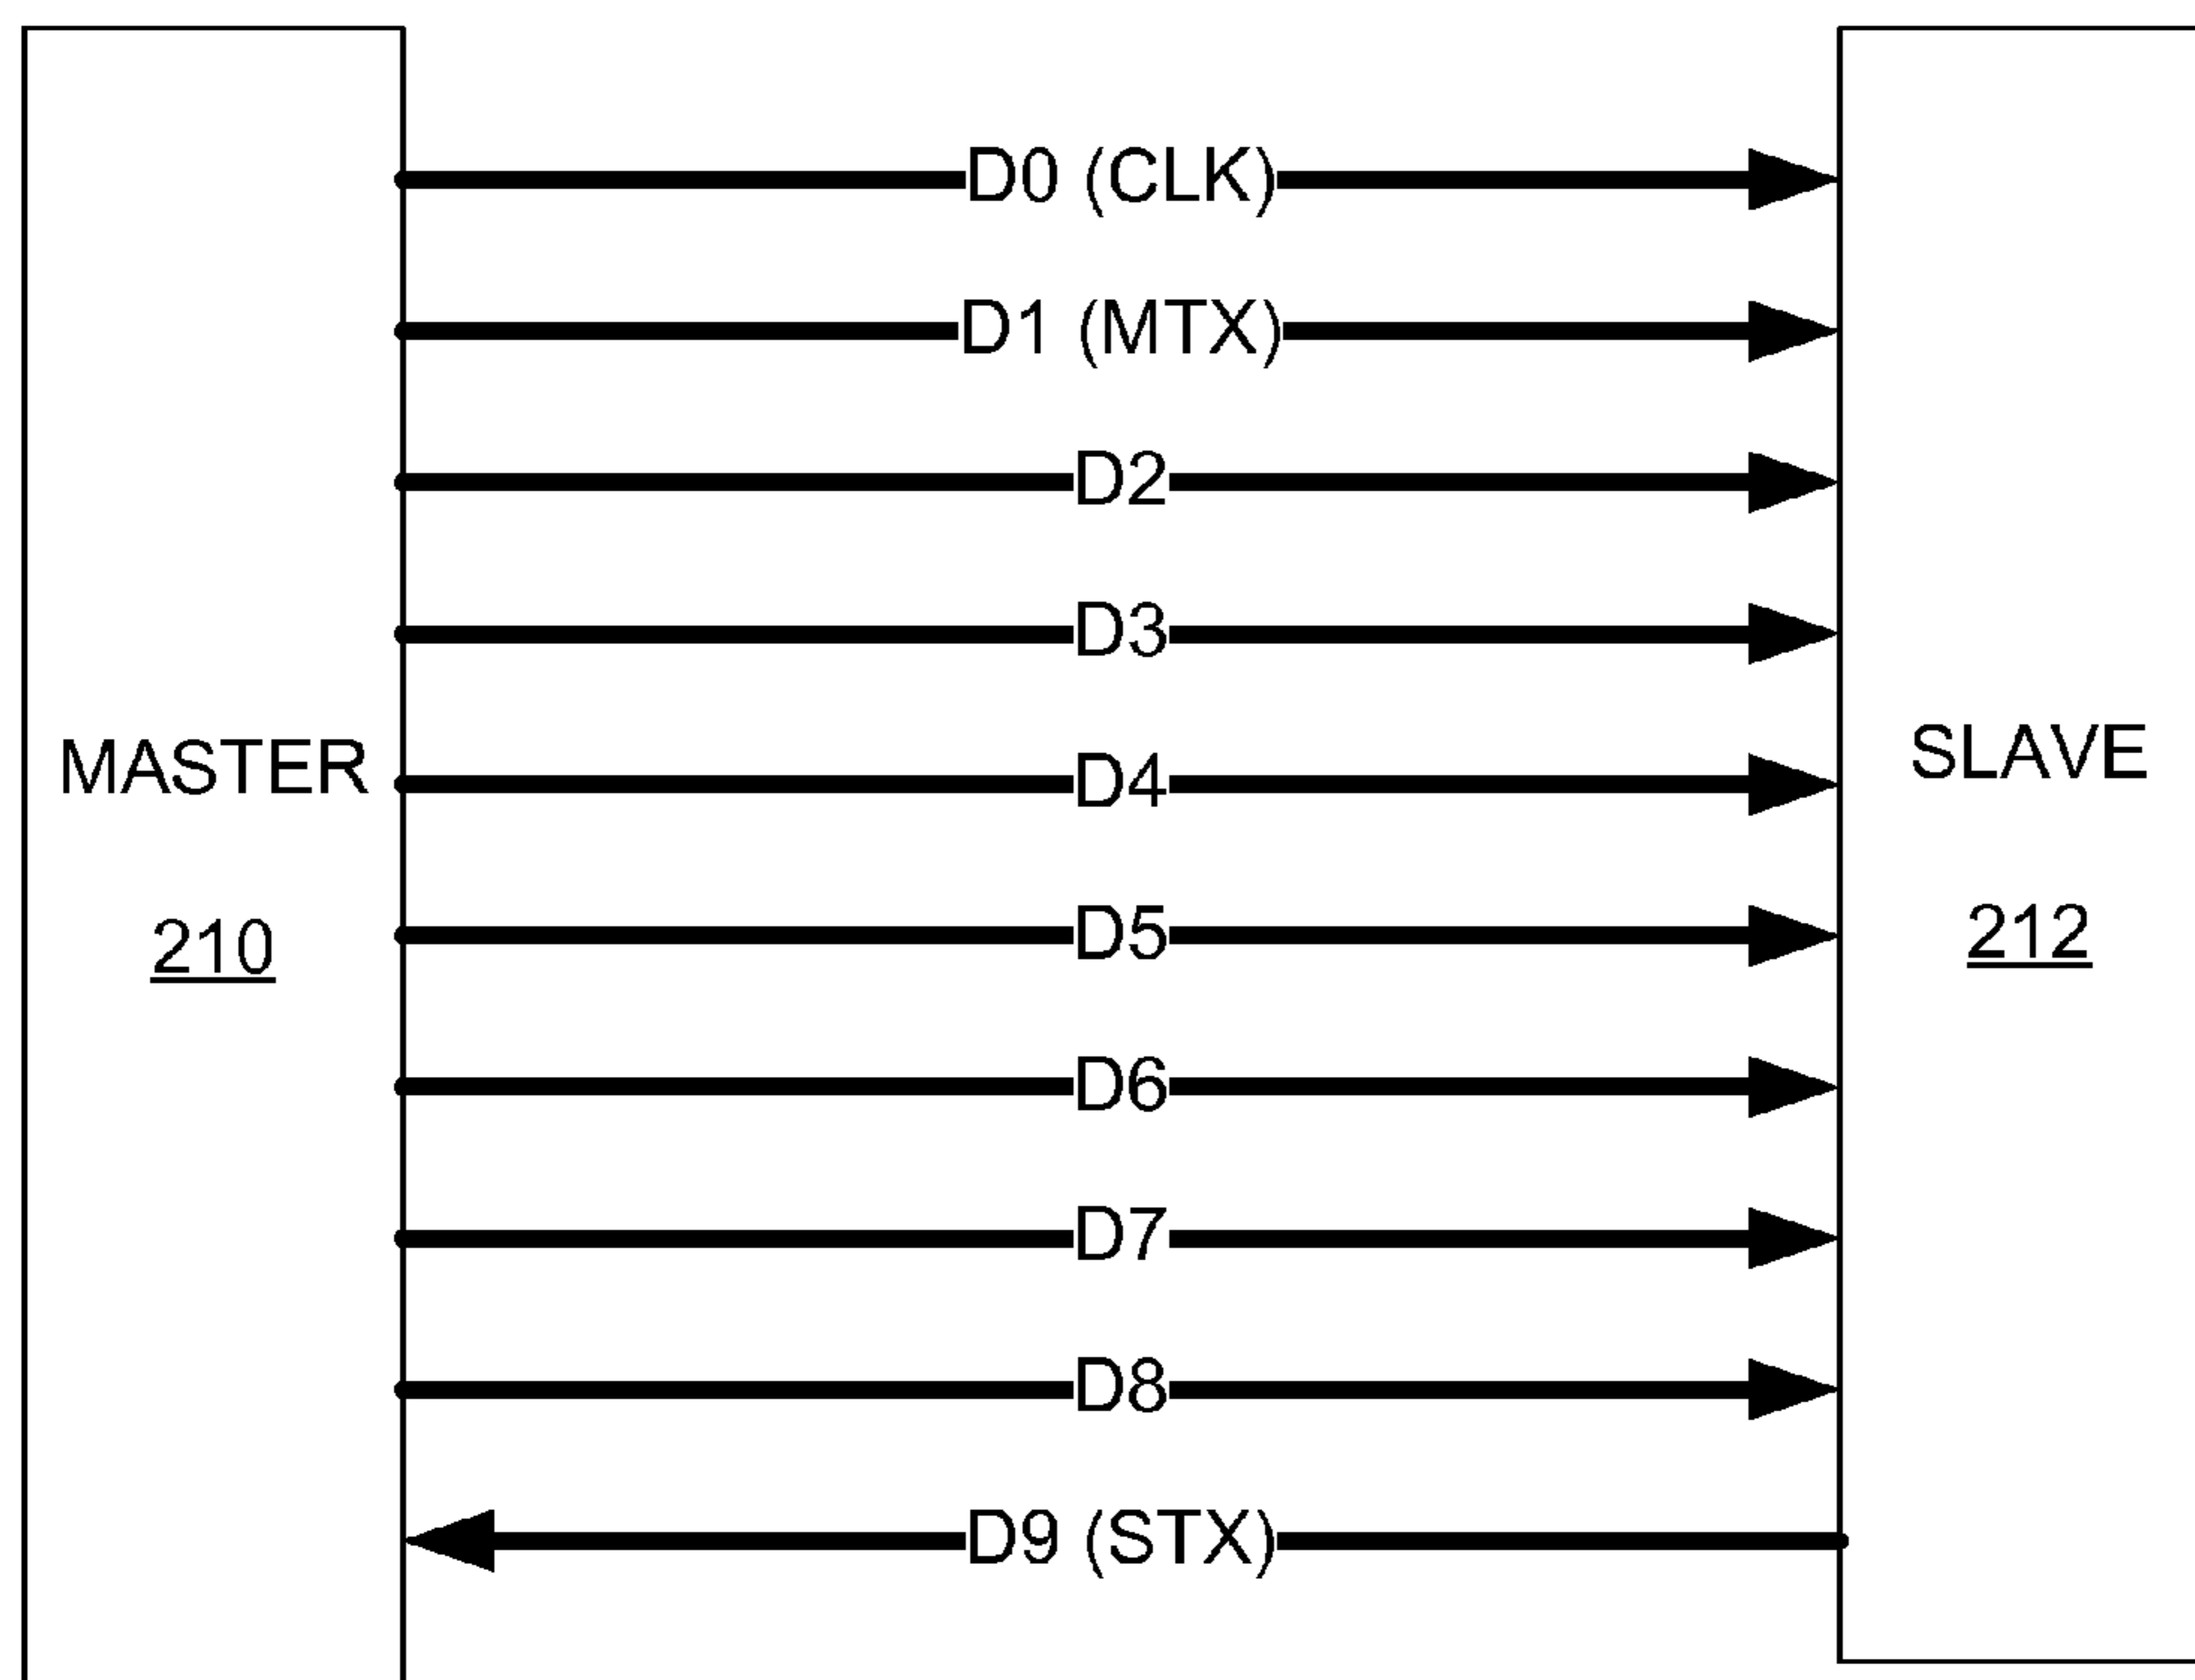 D0 (CLK)
D1 (MTX)
D2
D3
MASTER
210
D4
SLAVE
212
D5
D6
D7
D8
D9 (STX)